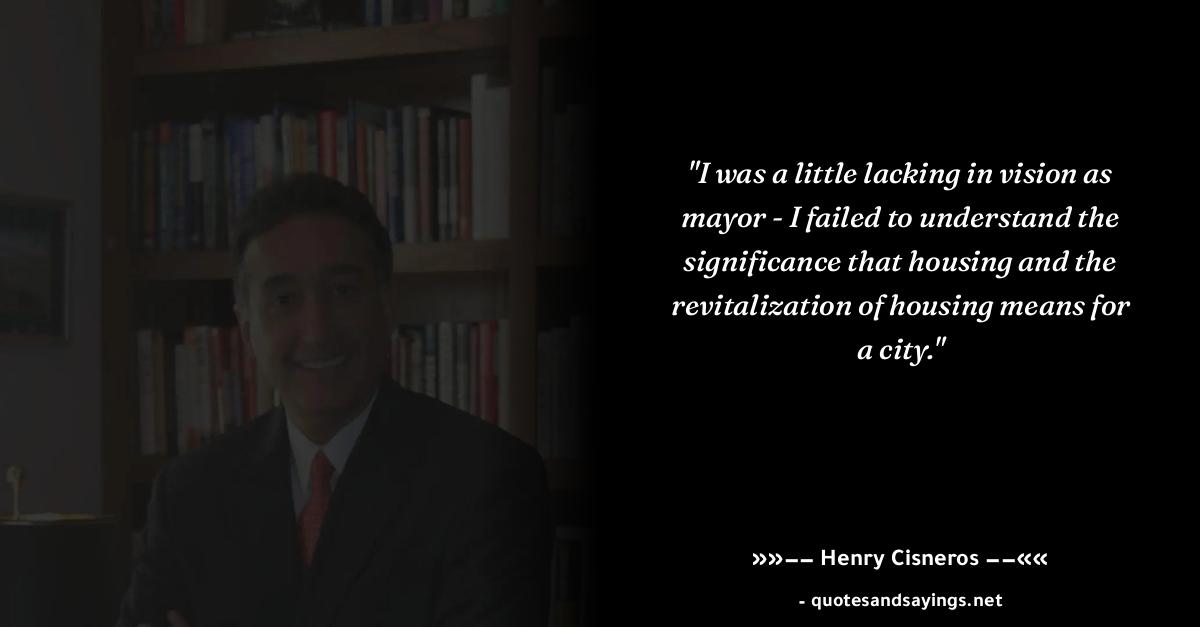 "I was a little lacking in vision as
mayor - I failed to understand the
significance that housing and the
revitalization of housing means for
a city."
»»–– Henry Cisneros ––««
- quotesandsayings.net